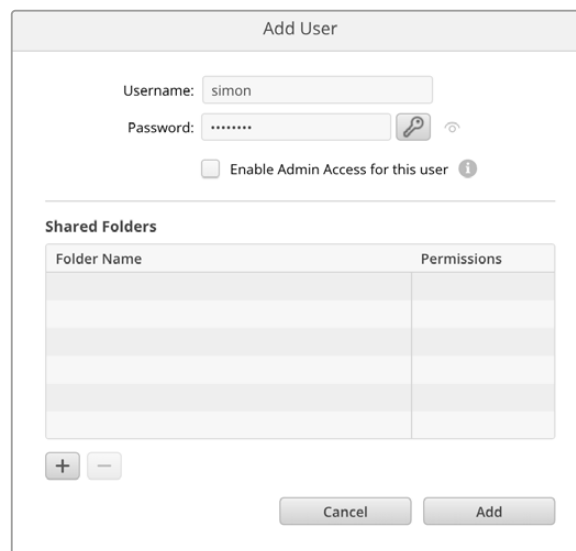 Add User
Username: simon
Password: ••••••••
Enable Admin Access for this user i
Shared Folders
Folder Name Permissions
Cancel Add